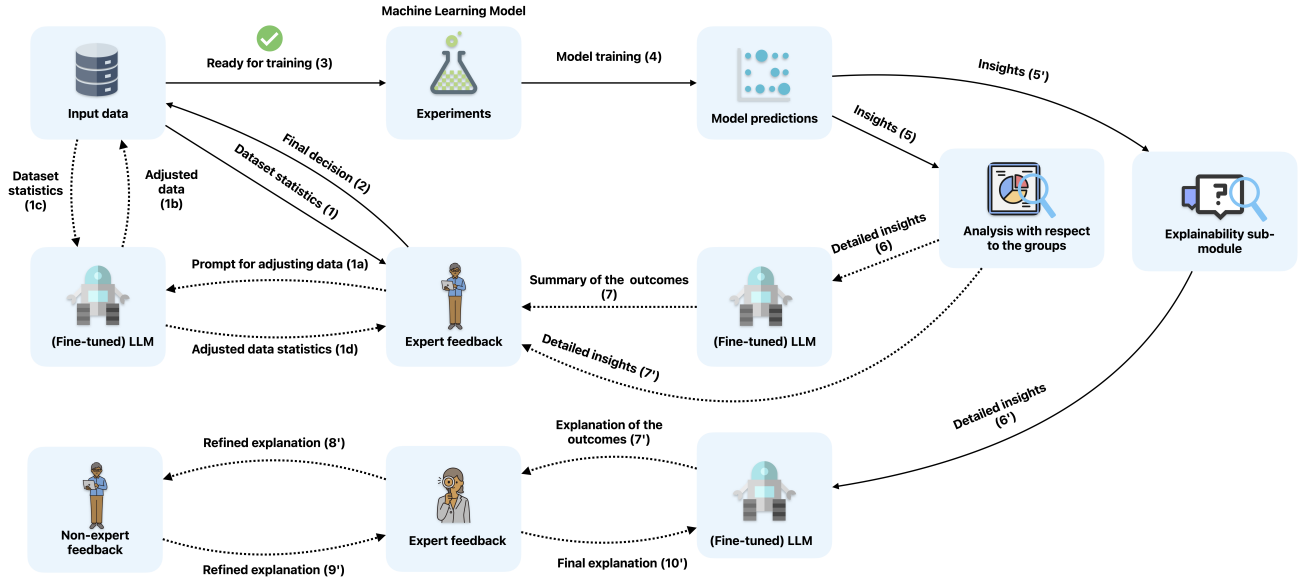 Machine Learning Model
Ready for training (3)
Model training (4)
Insights (5')
Input data
Experiments
Model predictions
Insights (5)
Final decision (2)
Dataset statistics (1)
Dataset
statistics
(1c)
Adjusted
data
(1b)
Analysis with respect
to the groups
Explainability sub-
module
Detailed insights
(6)
Prompt for adjusting data (1a)
Summary of the outcomes
(7)
(Fine-tuned) LLM
Expert feedback
(Fine-tuned) LLM
Adjusted data statistics (1d)
Detailed insights (7')
Detailed insights
(6')
Refined explanation (8')
Explanation of the
outcomes (7')
Non-expert
feedback
Expert feedback
(Fine-tuned) LLM
Refined explanation (9')
Final explanation (10')